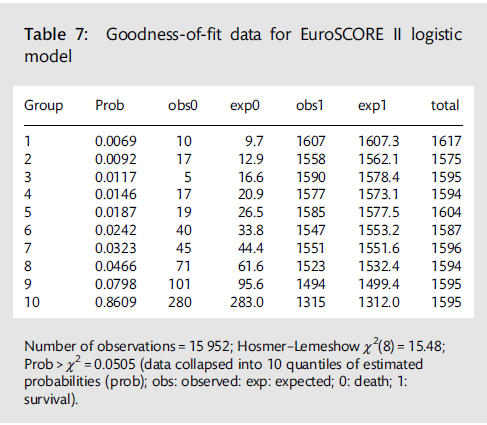 Table 7: Goodness-of-fit data for EuroSCORE II logistic
model
Group Prob obs0 exp0 obs1 exp1 total
1 0.0069 10 9.7 1607 1607.3 1617
2 0.0092 17 12.9 1558 1562.1 1575
3 0.0117 5 16.6 1590 1578.4 1595
4 0.0146 17 20.9 1577 1573.1 1594
5 0.0187 19 26.5 1585 1577.5 1604
6 0.0242 40 33.8 1547 1553.2 1587
7 0.0323 45 44.4 1551 1551.6 1596
8 0.0466 71 61.6 1523 1532.4 1594
9 0.0798 101 95.6 1494 1499.4 1595
10 0.8609 280 283.0 1315 1312.0 1595
Number of observations = 15 952; Hosmer–Lemeshow χ²(8) = 15.48;
Prob > χ² = 0.0505 (data collapsed into 10 quantiles of estimated
probabilities (prob); obs: observed: exp: expected; 0: death; 1:
survival).